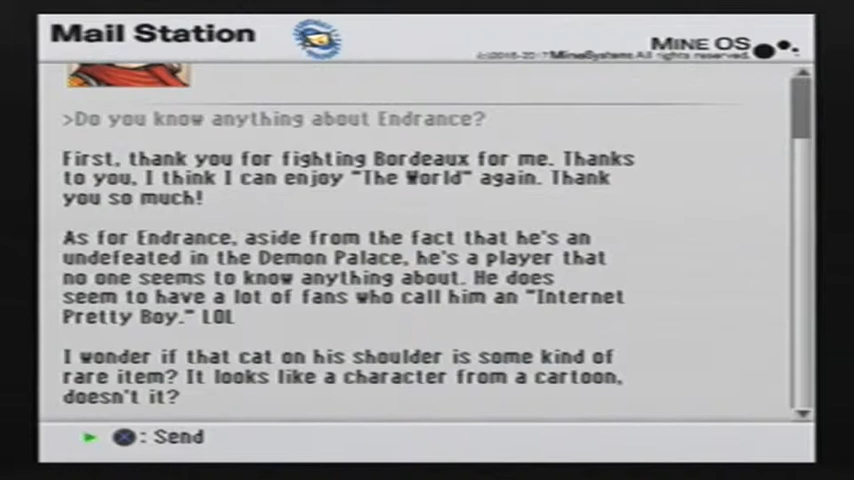 Mail Station
MINE OS
(c)2016-2017 MineSystems All rights reserved.
>Do you know anything about Endrance?
First, thank you for fighting Bordeaux for me. Thanks
to you, I think I can enjoy "The World" again. Thank
you so much!
As for Endrance, aside from the fact that he's an
undefeated in the Demon Palace, he's a player that
no one seems to know anything about. He does
seem to have a lot of fans who call him an "Internet
Pretty Boy." LOL
I wonder if that cat on his shoulder is some kind of
rare item? It looks like a character from a cartoon,
doesn't it?
: Send